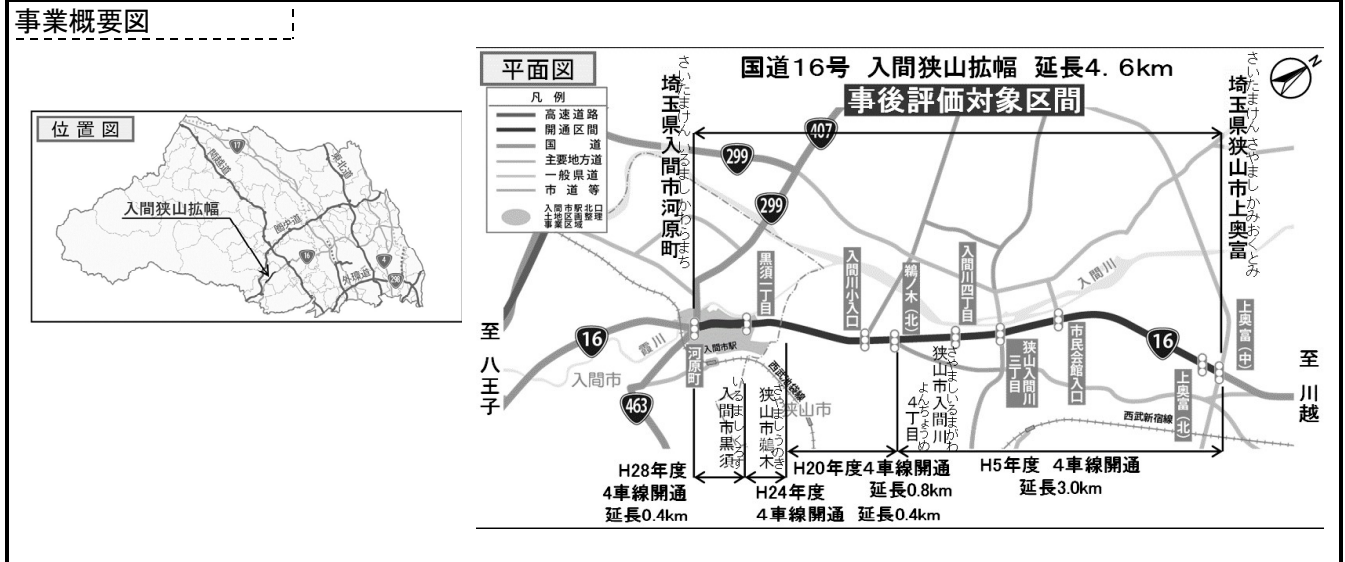 事業概要図
位置図
17
関越道
東北道
入間狭山拡幅
圏央道
16
4
外環道
298
平面図
国道16号 入間狭山拡幅 延長4.6km
事後評価対象区間
凡例
高速道路
開通区間
国道
主要地方道
一般県道
市道等
入間市駅北口
土地区画整理
事業区域
さいたまけん いるまし かわらまち
埼玉県入間市河原町
さいたまけん さやまし かみおくとみ
埼玉県狭山市上奥富
N
407
299
299
黒須一丁目
入間川小入口
鵜ノ木(北)
入間川四丁目
入間川
上奥富(中)
至 八王子
16
霞川
入間市
河原町
入間市駅
西武池袋線
狭山市
463
狭山入間川三丁目
市民会館入口
16
上奥富(北)
西武新宿線
至 川越
いるましくろす
入間市黒須
さやましうのき
狭山市鵜木
さやましいるまがわ
狭山市入間川
よんちょうめ
4丁目
H28年度
4車線開通
延長0.4km
H24年度
4車線開通 延長0.4km
H20年度4車線開通
延長0.8km
H5年度 4車線開通
延長3.0km